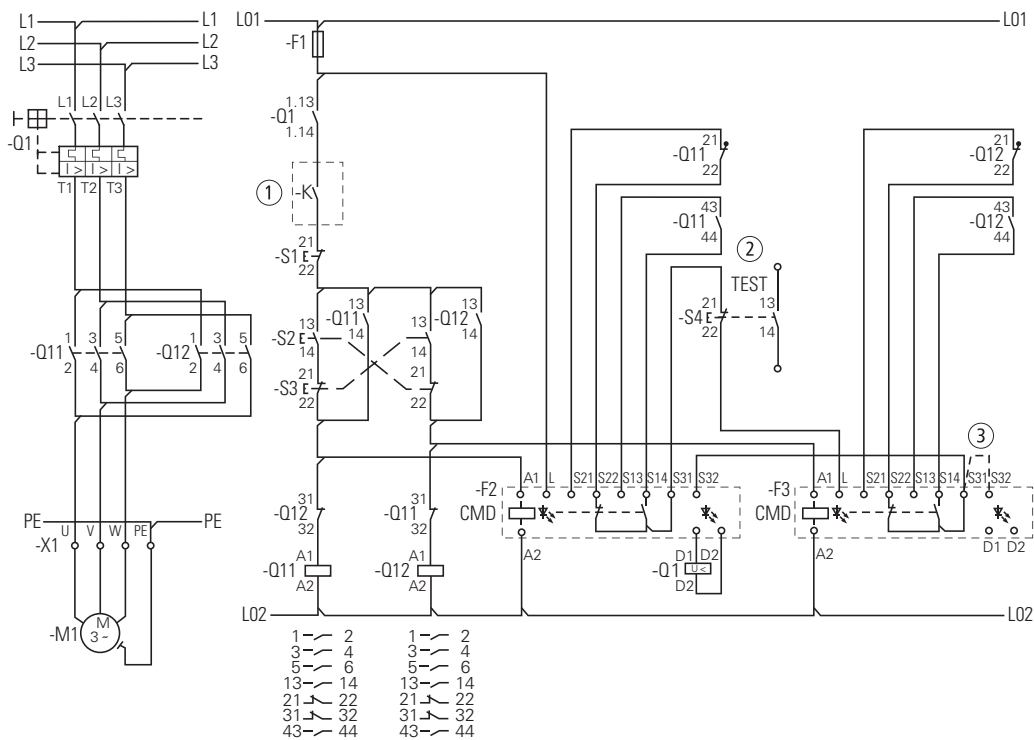 L1 L1 L01 L01
L2 L2
L3 L3
-F1
L1 L2 L3
-Q1
I > I > I >
T1 T2 T3
1.13
-Q1
1.14
1
-K
21
-S1 E
22
13 13 13 13
-S2 E -Q11 -Q12
14 14 14 14
21 21
-S3 E
22 22
21
-Q11
22
43
-Q11
44
2
TEST
21 13
-S4 E
22 14
21
-Q12
22
43
-Q12
44
3
1 3 5 1 3 5
-Q11 -Q12
2 4 6 2 4 6
A1 L S21 S22 S13 S14 S31 S32
-F2
CMD
A2
D1 D2
-Q1 U <
D2
A1 L S21 S22 S13 S14 S31 S32
-F3
CMD
A2
D1 D2
31 31
-Q12 -Q11
32 32
A1 A1
-Q11 -Q12
A2 A2
PE PE
U V W PE
-X1
M
3 ~
-M1
L02 L02
1 2 1 2
3 4 3 4
5 6 5 6
13 14 13 14
21 22 21 22
31 32 31 32
43 44 43 44